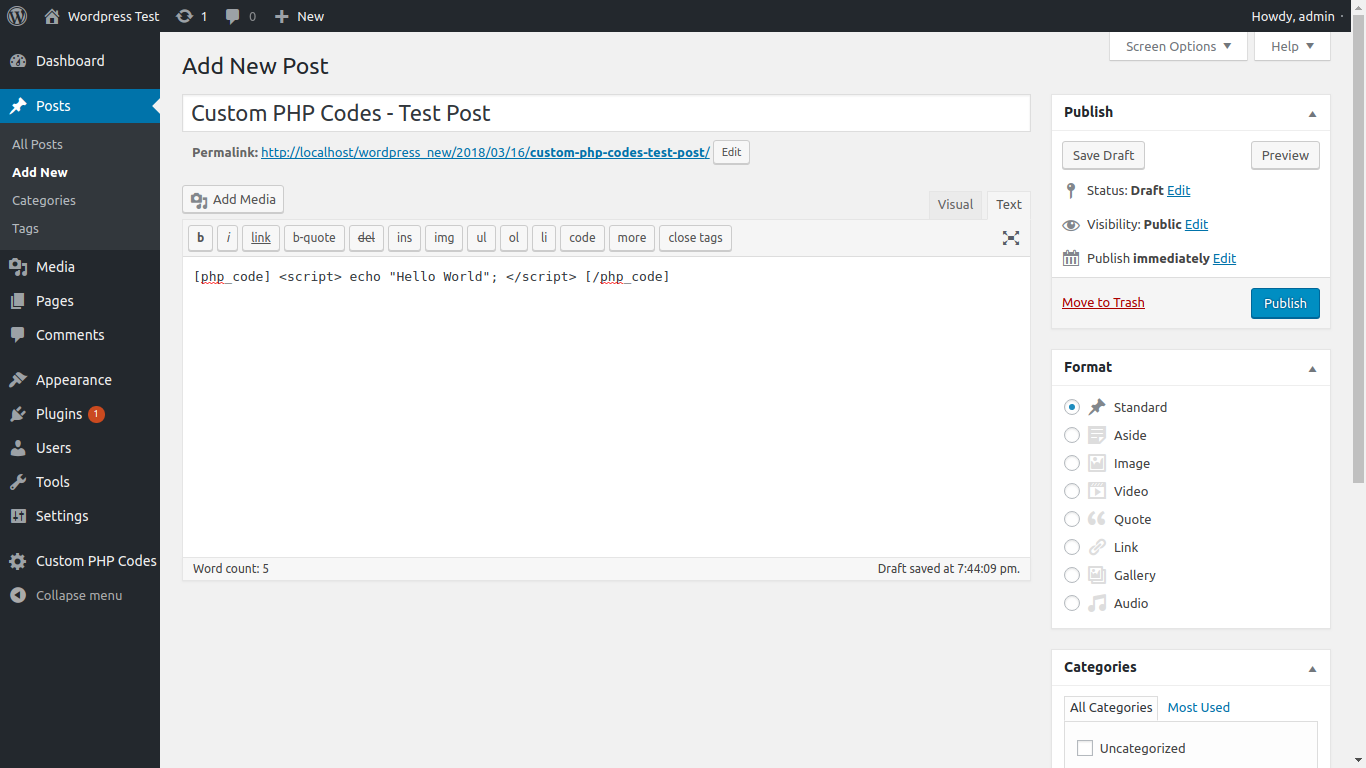 Wordpress Test 1 0 New Howdy, admin
Screen Options Help
Dashboard
Posts
All Posts
Add New
Categories
Tags
Media
Pages
Comments
Appearance
Plugins 1
Users
Tools
Settings
Custom PHP Codes
Collapse menu
Add New Post
Custom PHP Codes - Test Post
Permalink: http://localhost/wordpress_new/2018/03/16/custom-php-codes-test-post/ Edit
Add Media
Visual Text
b i link b-quote del ins img ul ol li code more close tags
[php_code] <script> echo "Hello World"; </script> [/php_code]
Word count: 5 Draft saved at 7:44:09 pm.
Publish
Save Draft Preview
Status: Draft Edit
Visibility: Public Edit
Publish immediately Edit
Move to Trash Publish
Format
Standard
Aside
Image
Video
Quote
Link
Gallery
Audio
Categories
All Categories Most Used
Uncategorized